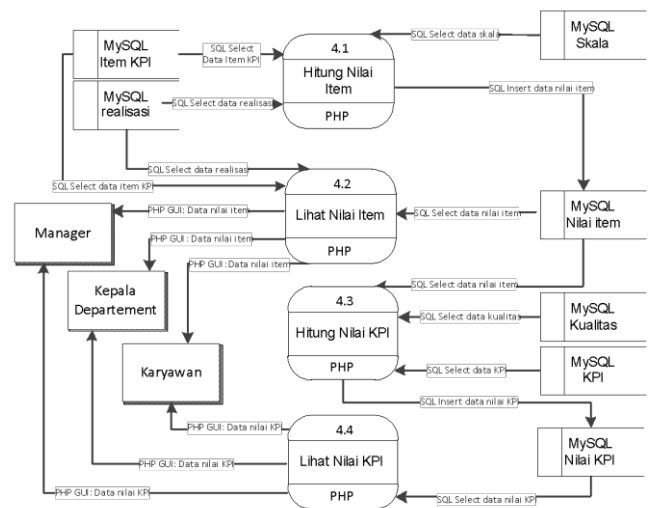 MySQL
Item KPI
SQL Select
Data Item KPI
4.1
Hitung Nilai
Item
PHP
SQL Select data skala
MySQL
Skala
MySQL
realisasi
SQL Select data realisasi
SQL Insert data nilai item
SQL Select data realisasi
SQL Select data item KPI
4.2
Lihat Nilai Item
PHP
SQL Select data nilai item
MySQL
Nilai item
PHP GUI: Data nilai item
Manager
PHP GUI: Data nilai item
Kepala
Departement
PHP GUI: Data nilai item
Karyawan
SQL Select data nilai item
4.3
Hitung Nilai KPI
PHP
SQL Select data kualitas
MySQL
Kualitas
SQL Select data KPI
MySQL
KPI
SQL Insert data nilai KPI
PHP GUI: Data nilai KPI
4.4
Lihat Nilai KPI
PHP
MySQL
Nilai KPI
PHP GUI: Data nilai KPI
PHP GUI: Data nilai KPI
SQL Select data nilai KPI